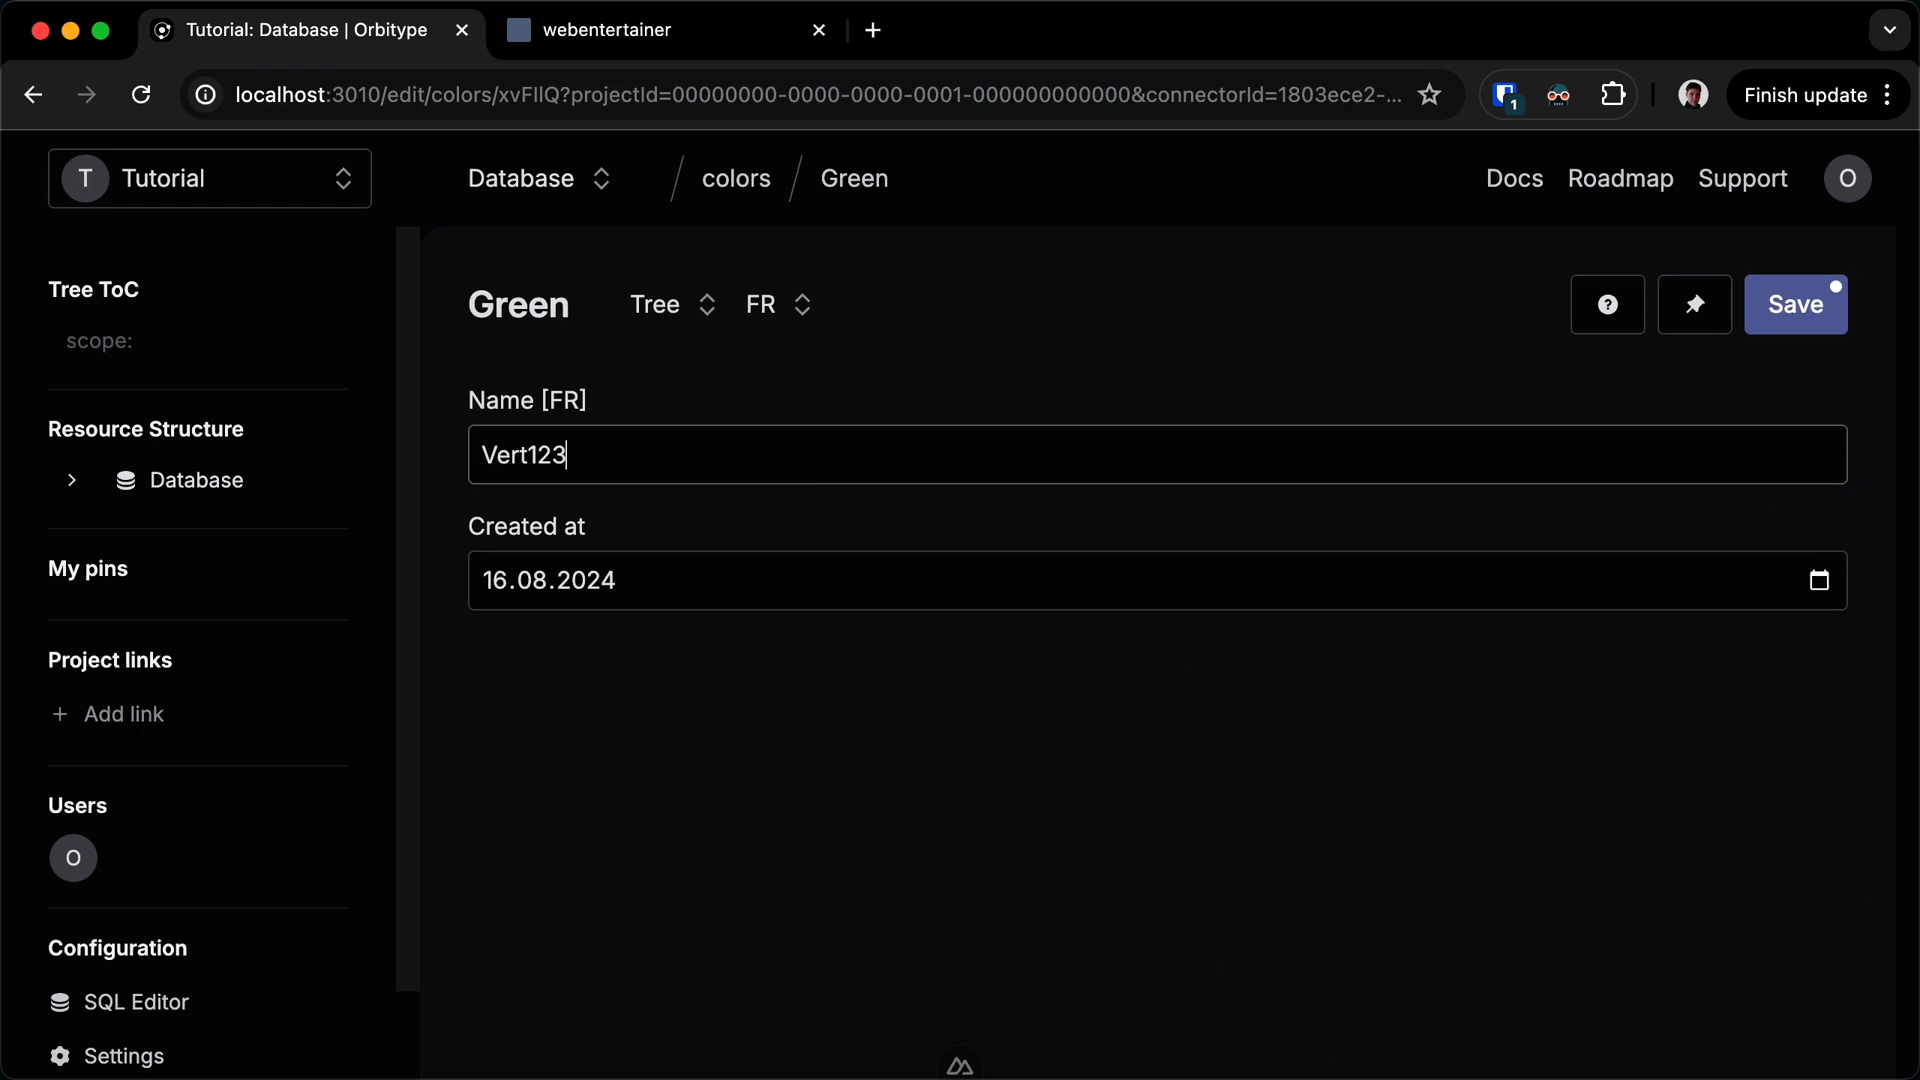 Tutorial: Database | Orbitype
webentertainer
localhost:3010/edit/colors/xvFIlQ?projectId=00000000-0000-0000-0001-000000000000&connectorId=1803ece2-...
1
Finish update
T Tutorial
Database / colors / Green
Docs Roadmap Support O
Tree ToC
scope:
Resource Structure
Database
My pins
Project links
+ Add link
Users
O
Configuration
SQL Editor
Settings
Green Tree FR
? Save
Name [FR]
Vert123
Created at
16.08.2024